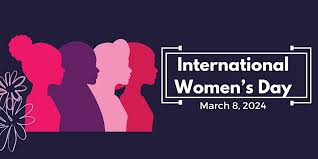 International
Women's Day
March 8, 2024